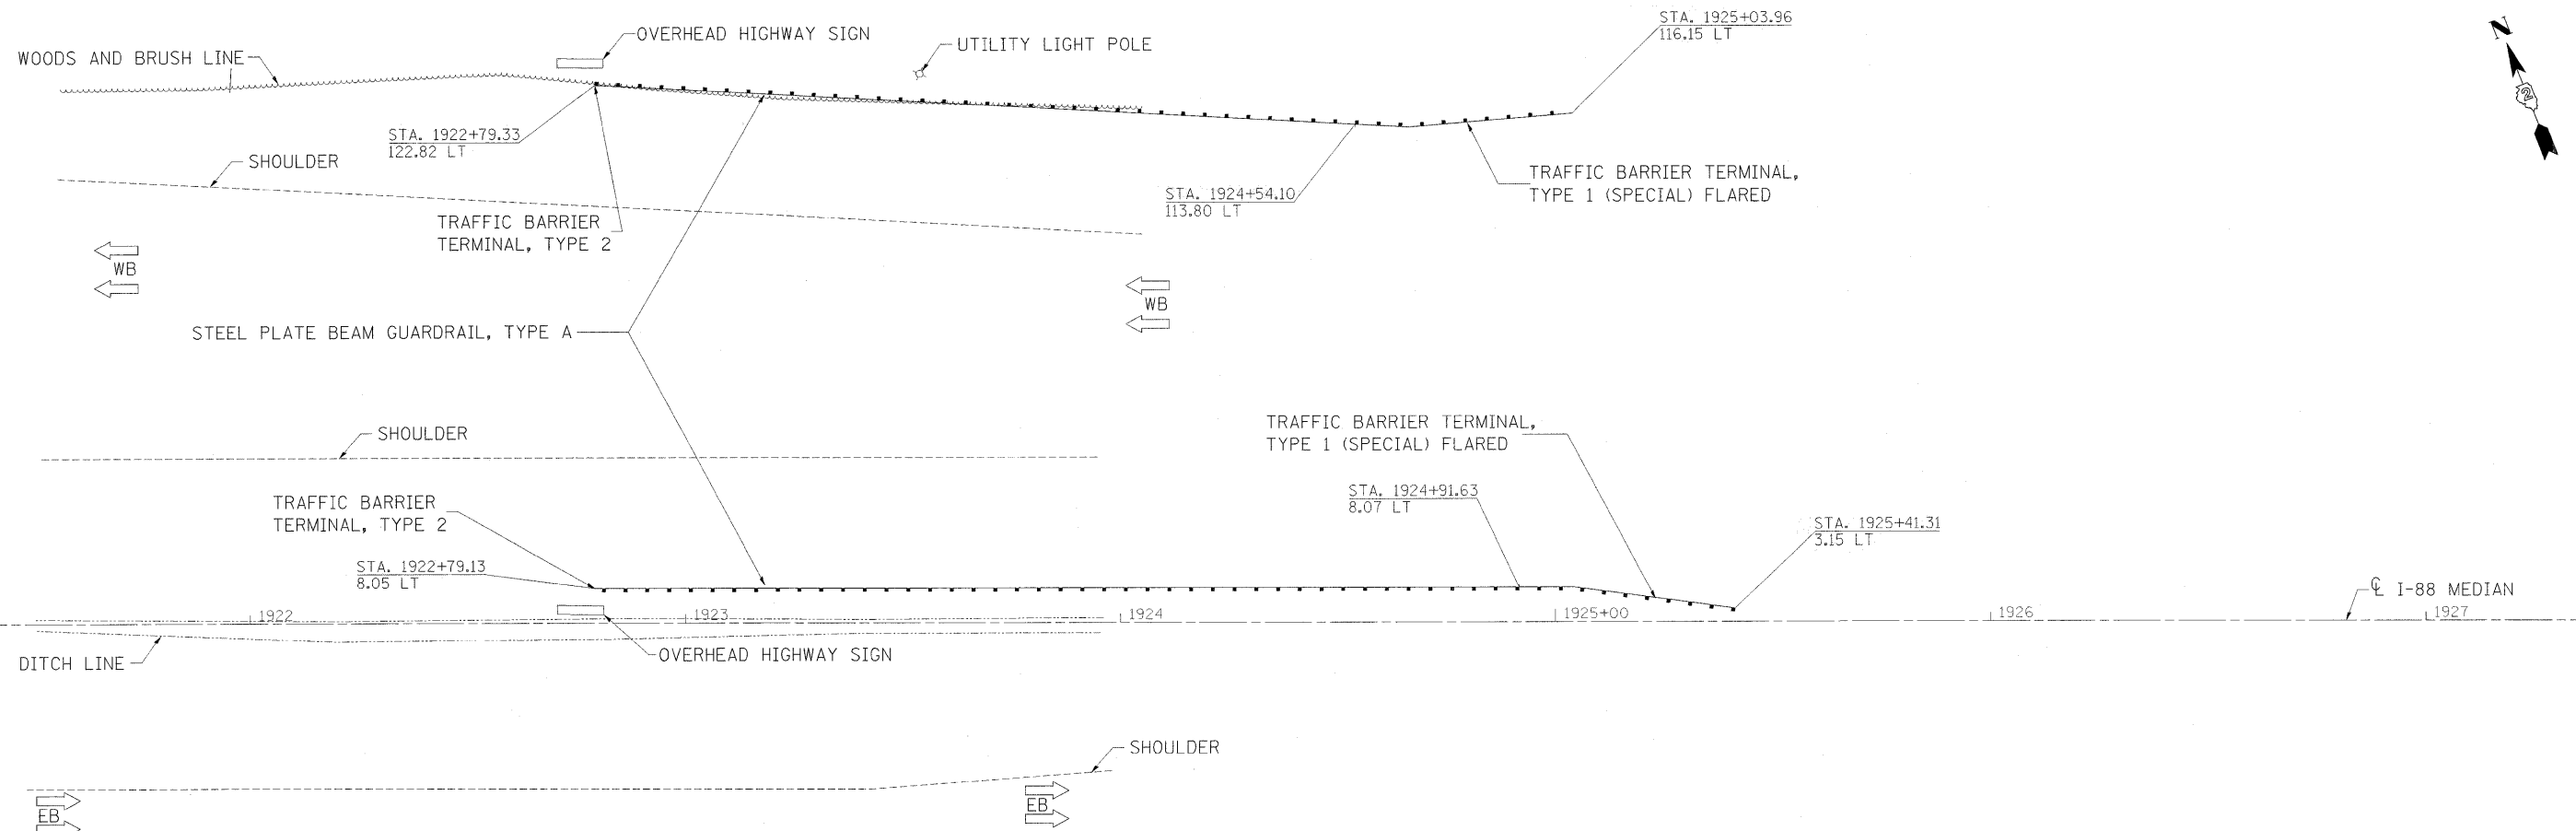 STA. 1925+03.96
116.15 LT
N
2
OVERHEAD HIGHWAY SIGN
UTILITY LIGHT POLE
WOODS AND BRUSH LINE
STA. 1922+79.33
122.82 LT
SHOULDER
TRAFFIC BARRIER TERMINAL,
TYPE 1 (SPECIAL) FLARED
STA. 1924+54.10
113.80 LT
TRAFFIC BARRIER
TERMINAL, TYPE 2
WB
WB
STEEL PLATE BEAM GUARDRAIL, TYPE A
SHOULDER
TRAFFIC BARRIER TERMINAL,
TYPE 1 (SPECIAL) FLARED
STA. 1924+91.63
8.07 LT
TRAFFIC BARRIER
TERMINAL, TYPE 2
STA. 1925+41.31
3.15 LT
STA. 1922+79.13
8.05 LT
℄ I-88 MEDIAN
1922
1923
1924
1925+00
1926
1927
DITCH LINE
OVERHEAD HIGHWAY SIGN
SHOULDER
EB
EB